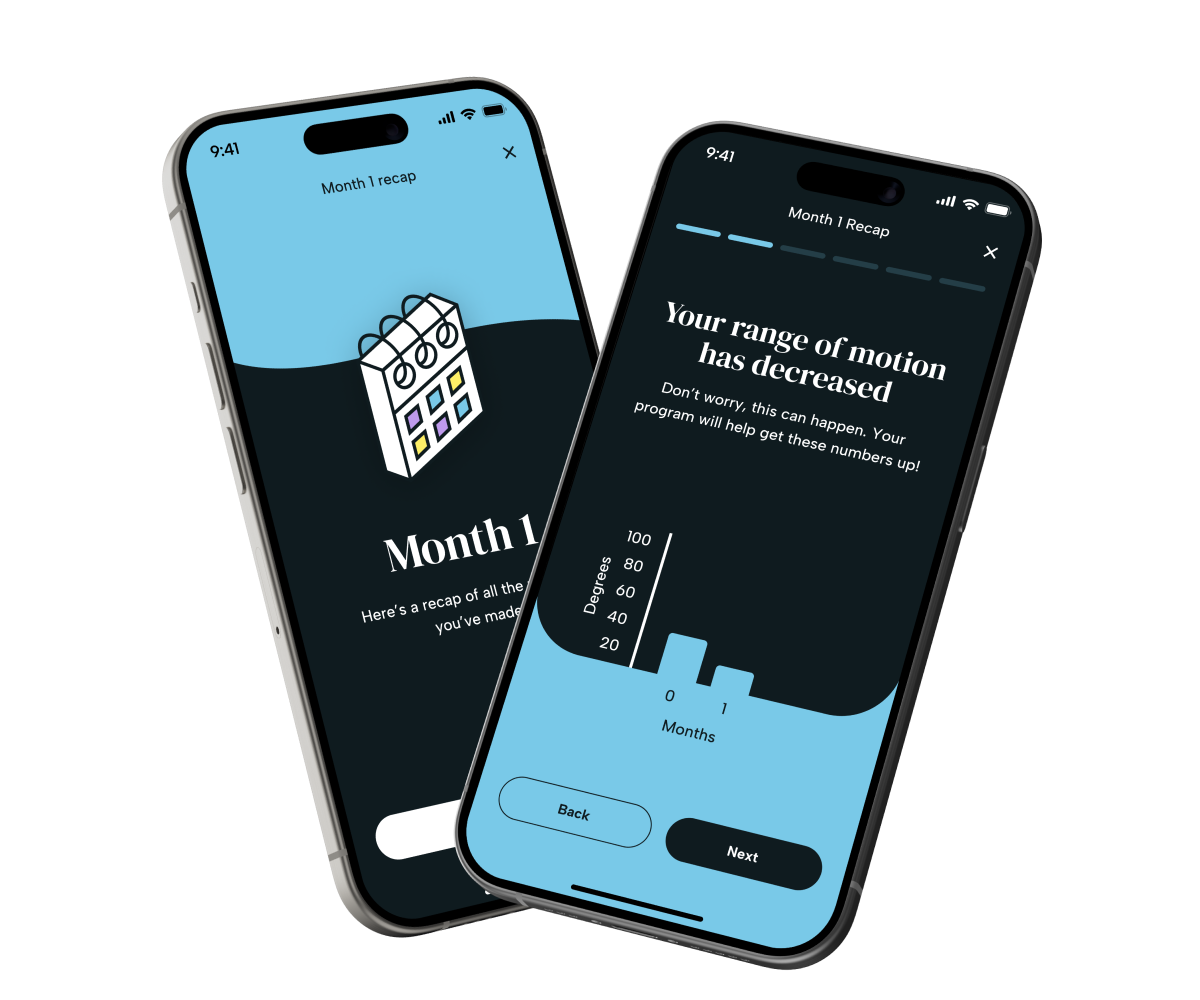 9:41
Month 1 recap
Month 1
Here's a recap of all the
you've made
9:41
Month 1 Recap
Your range of motion
has decreased
Don't worry, this can happen. Your
program will help get these numbers up!
100
80
60
40
20
Degrees
0
1
Months
Back
Next